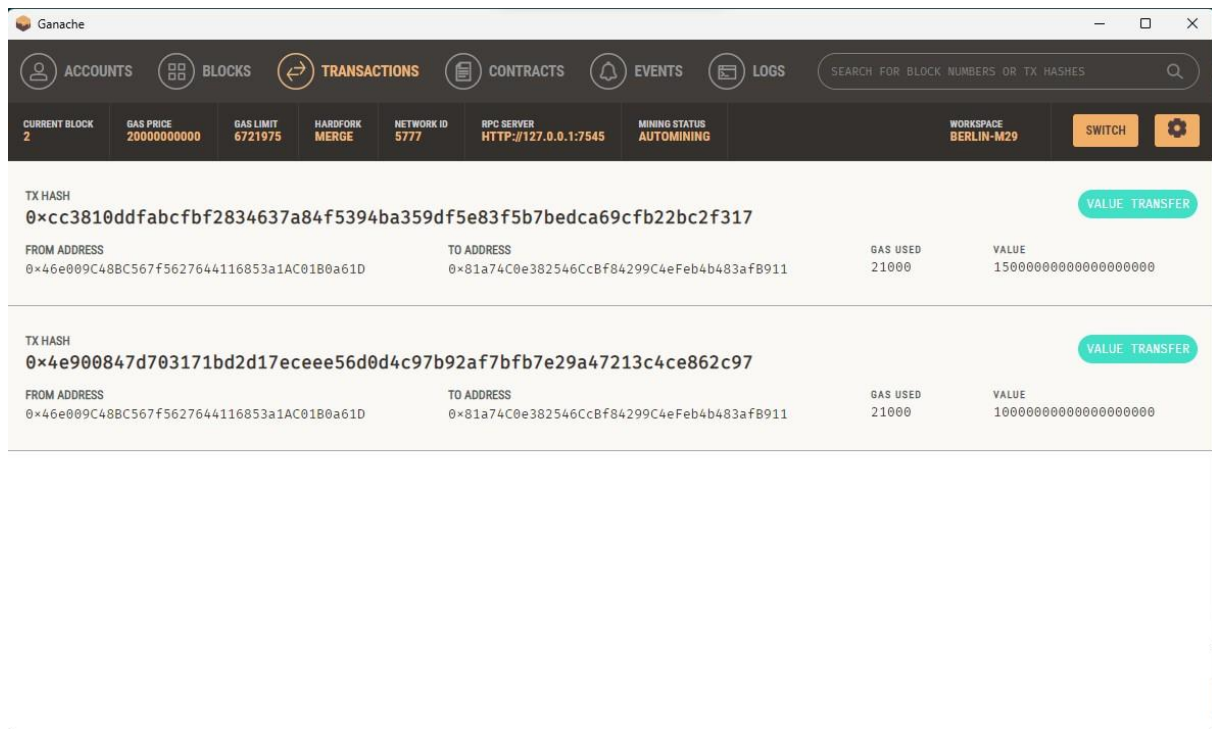 Ganache
ACCOUNTS BLOCKS TRANSACTIONS CONTRACTS EVENTS LOGS SEARCH FOR BLOCK NUMBERS OR TX HASHES
CURRENT BLOCK GAS PRICE GAS LIMIT HARDFORK NETWORK ID RPC SERVER MINING STATUS WORKSPACE
2 20000000000 6721975 MERGE 5777 HTTP://127.0.0.1:7545 AUTOMINING BERLIN-M29 SWITCH
TX HASH
0×cc3810ddfabcfbf2834637a84f5394ba359df5e83f5b7bedca69cfb22bc2f317 VALUE TRANSFER
FROM ADDRESS TO ADDRESS GAS USED VALUE
0×46e009C48BC567f5627644116853a1AC01B0a61D 0×81a74C0e382546CcBf84299C4eFeb4b483afB911 21000 15000000000000000000
TX HASH
0×4e900847d703171bd2d17eceee56d0d4c97b92af7bfb7e29a47213c4ce862c97 VALUE TRANSFER
FROM ADDRESS TO ADDRESS GAS USED VALUE
0×46e009C48BC567f5627644116853a1AC01B0a61D 0×81a74C0e382546CcBf84299C4eFeb4b483afB911 21000 10000000000000000000